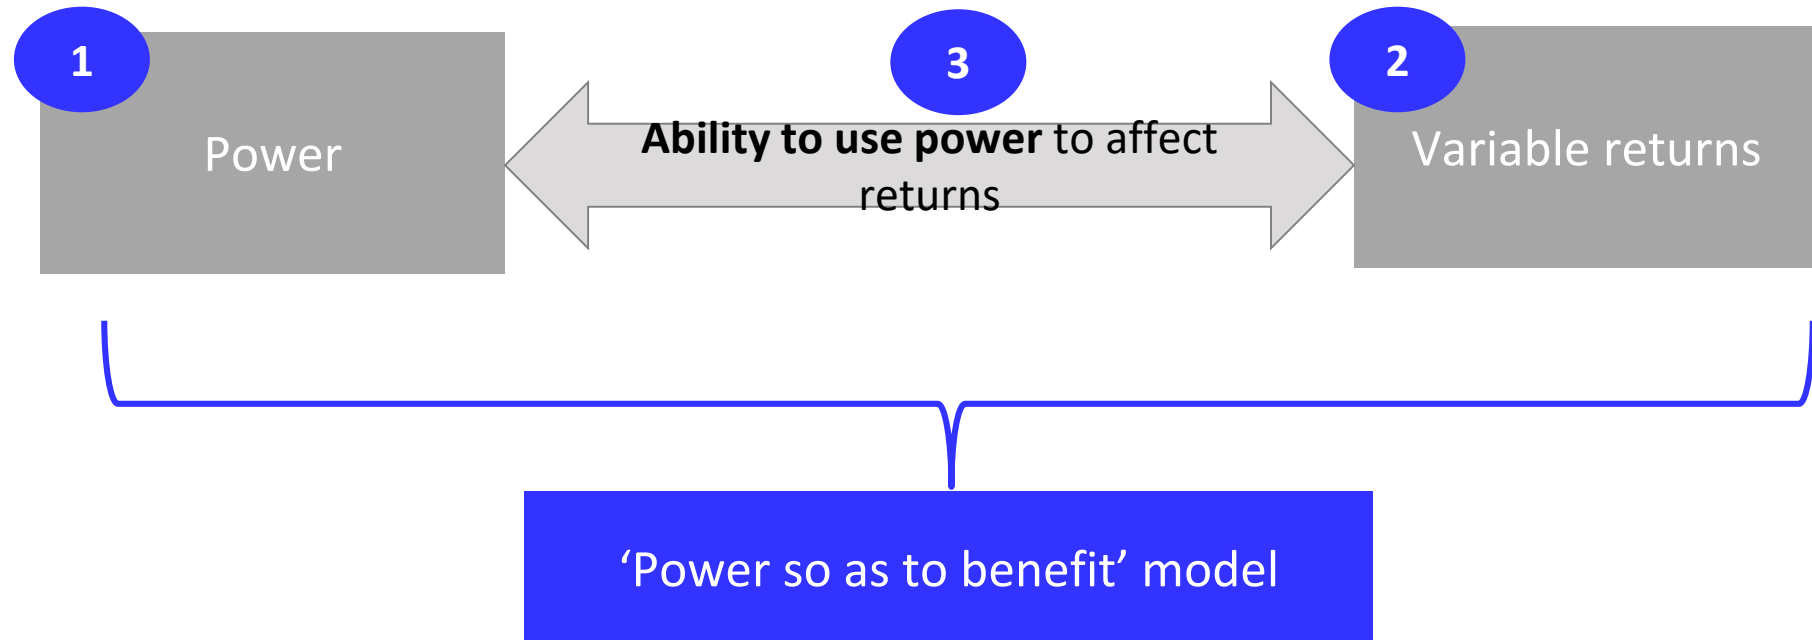 1
Power
3
Ability to use power to affect
returns
2
Variable returns
‘Power so as to benefit’ model